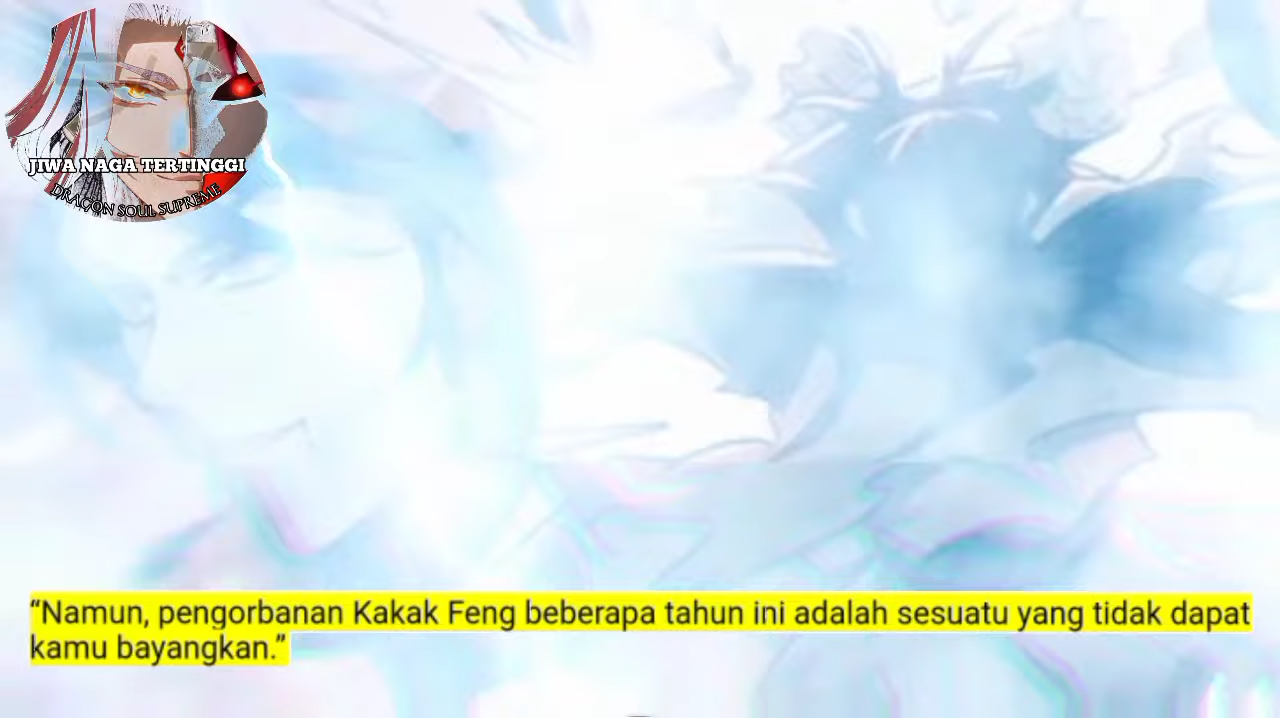 JIWA NAGA TERTINGGI
DRAGON SOUL SUPREME
“Namun, pengorbanan Kakak Feng beberapa tahun ini adalah sesuatu yang tidak dapat
kamu bayangkan.”